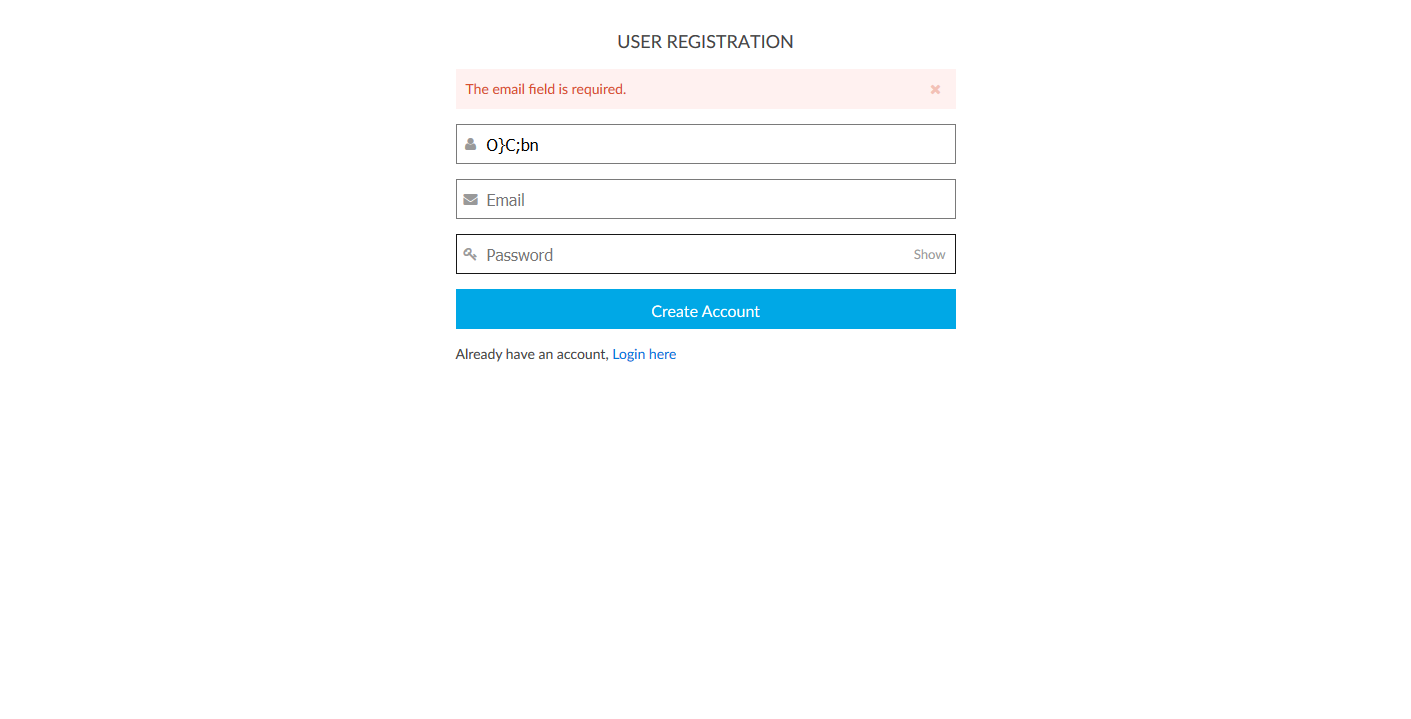 USER REGISTRATION
The email field is required.
O}C;bn
Email
Password Show
Create Account
Already have an account, Login here